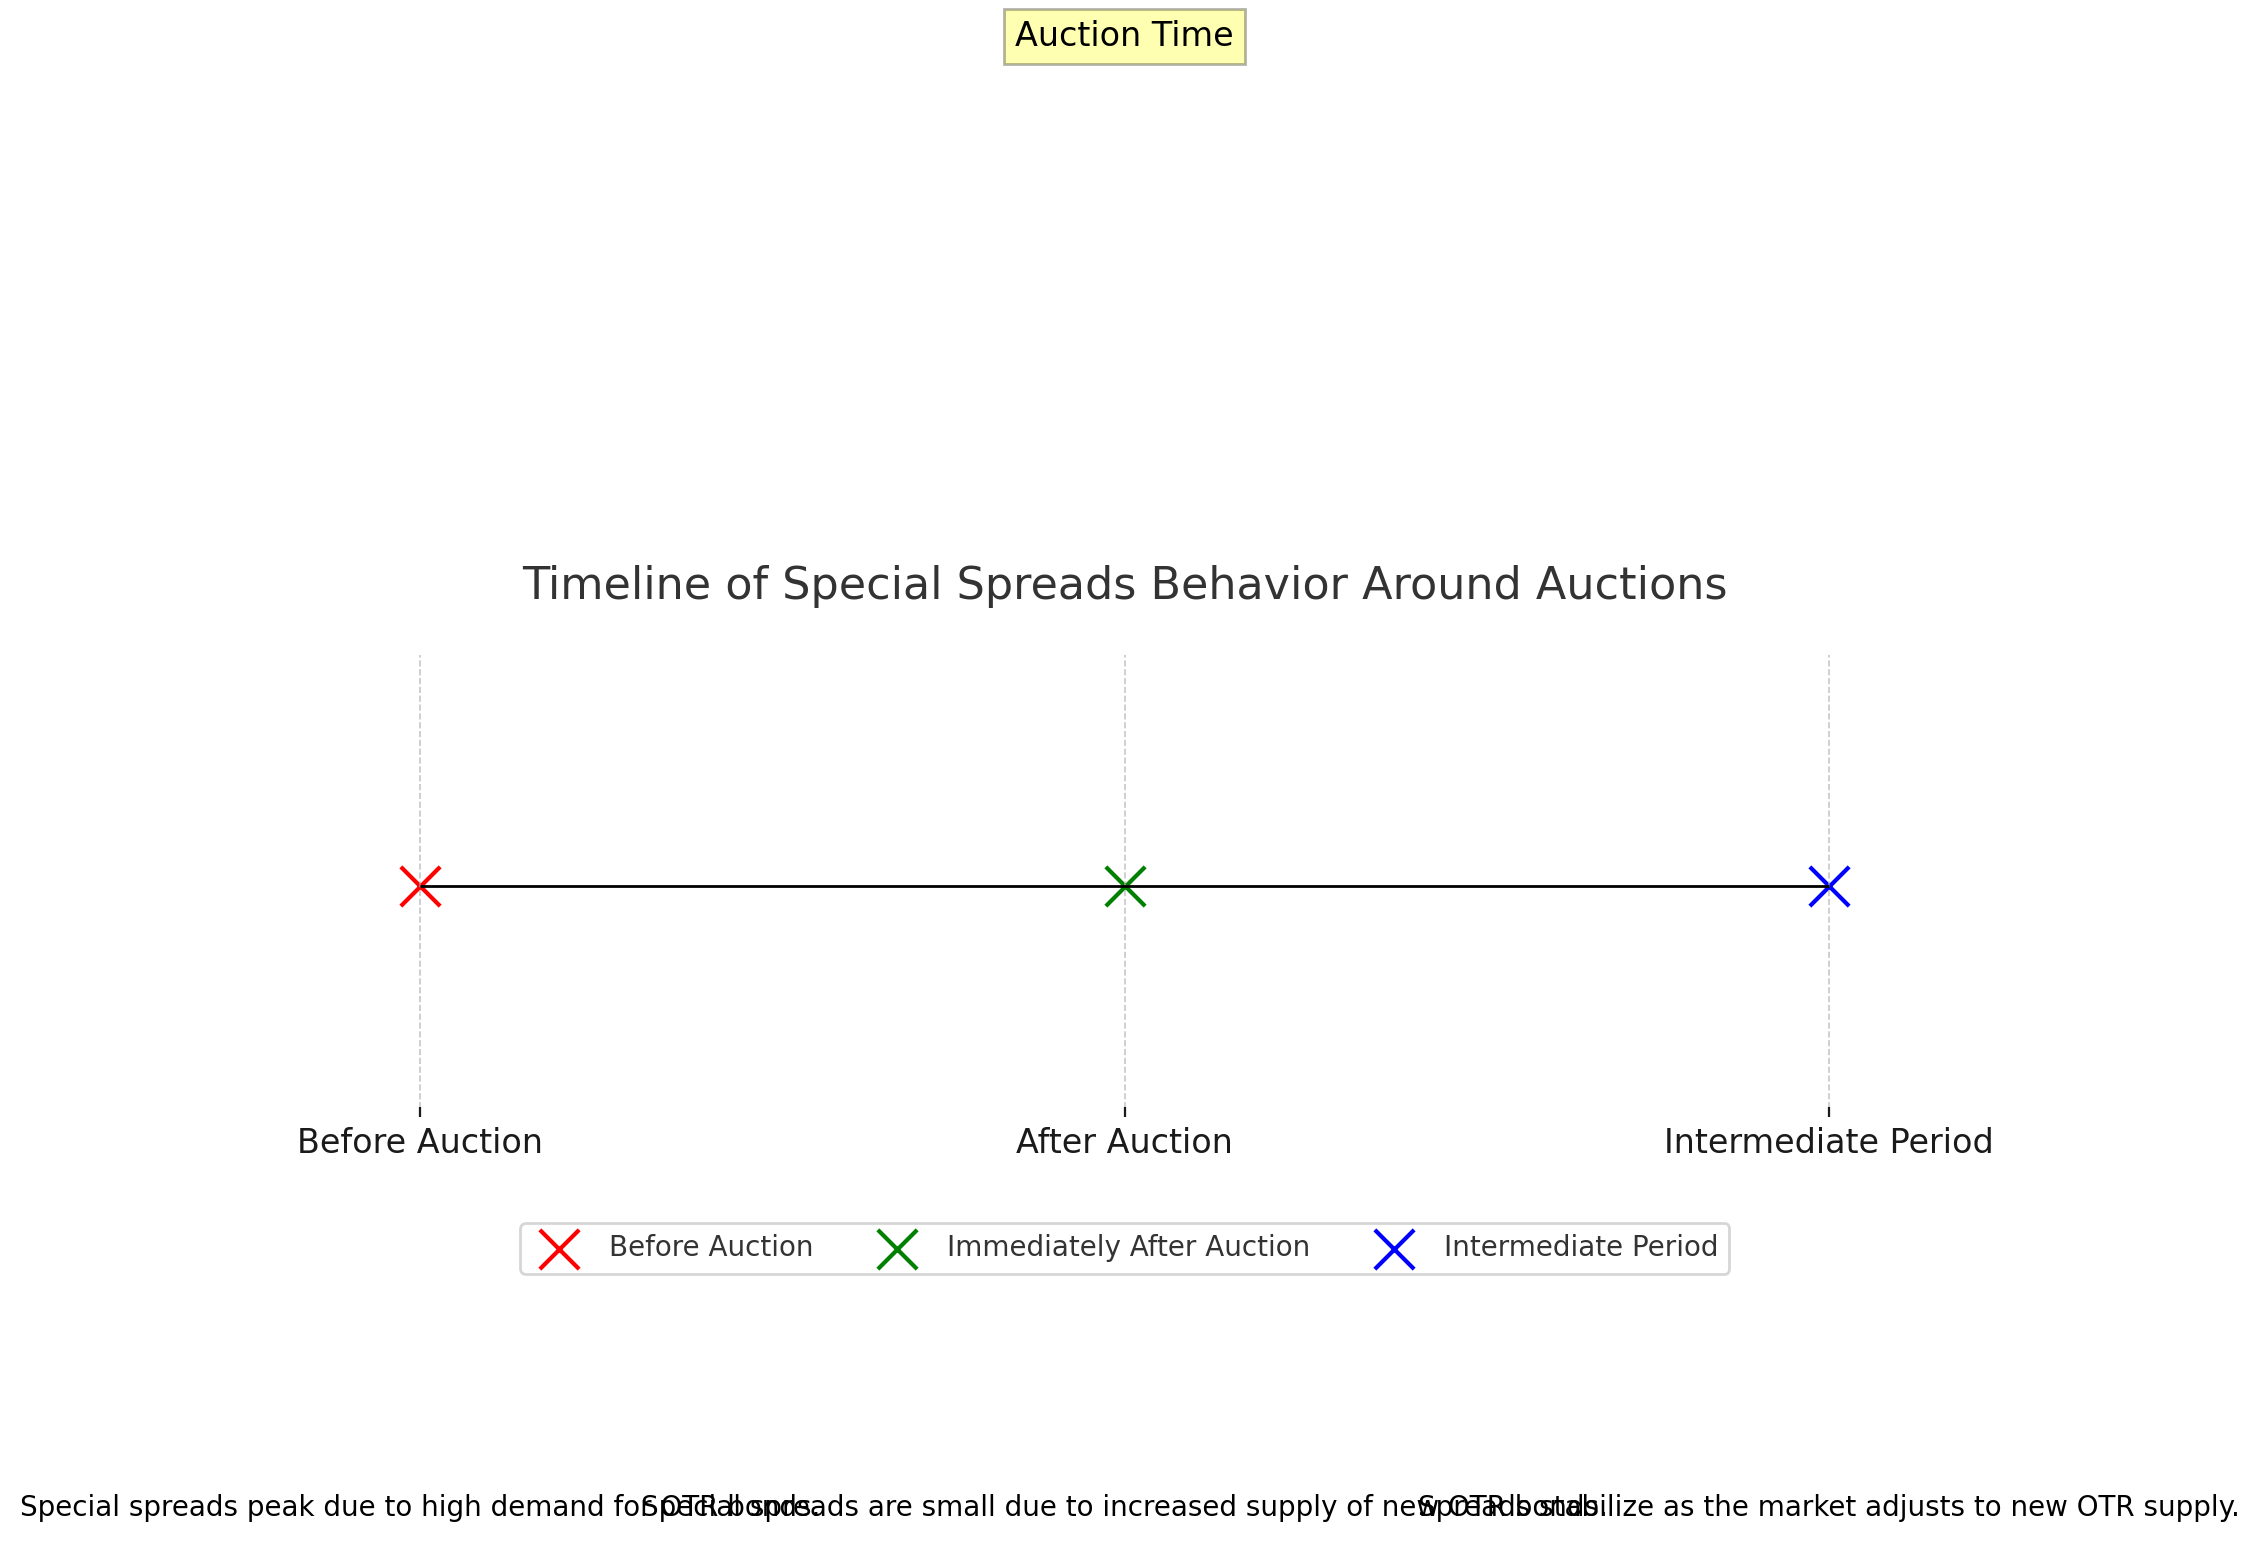 Auction Time
Timeline of Special Spreads Behavior Around Auctions
Before Auction
After Auction
Intermediate Period
Before Auction
Immediately After Auction
Intermediate Period
Special spreads peak due to high demand for OTR bonds.
Special spreads are small due to increased supply of new OTR bonds.
Spreads stabilize as the market adjusts to new OTR supply.